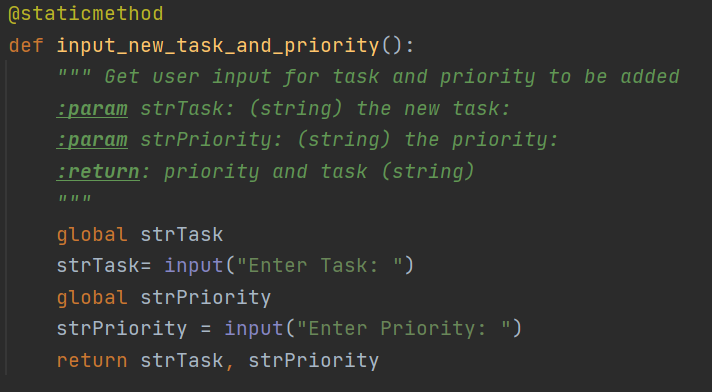 @staticmethod
def input_new_task_and_priority():
    """ Get user input for task and priority to be added
    :param strTask: (string) the new task:
    :param strPriority: (string) the priority:
    :return: priority and task (string)
    """
    global strTask
    strTask= input("Enter Task: ")
    global strPriority
    strPriority = input("Enter Priority: ")
    return strTask, strPriority